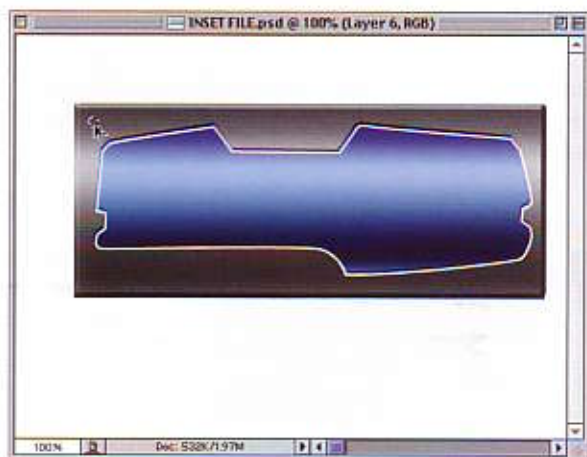 INSET FILE.psd @ 100% (Layer 6, RGB)
100% Doc: 532K/1.97M